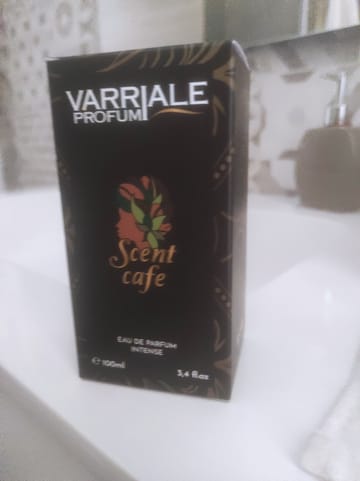 VARRIALE
PROFUMI
Scent
cafe
EAU DE PARFUM
INTENSE
℮ 100ml
3,4 fl.oz